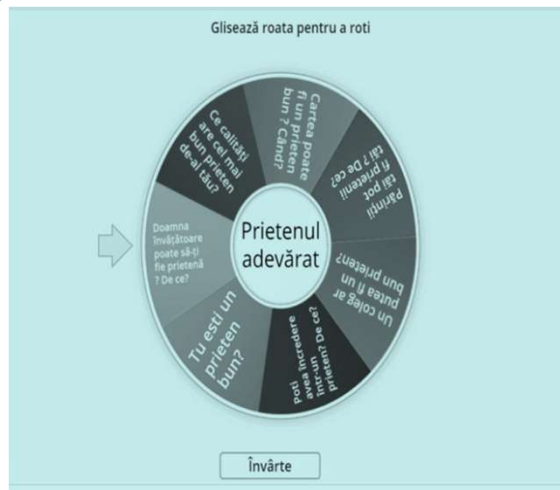 Glisează roata pentru a roti
Cartea poate
fi un prieten
bun ? Când?
Părinții
tăi pot
fi prietenii
tăi ? De ce?
Un coleg ar
putea fi un
bun prieten?
Poti
avea încredere
într-un
prieten? De ce?
Tu esti un
prieten
bun?
Doamna
învățătoare
poate să-ți
fie prietenă
? De ce?
Ce calități
are cel mai
bun prieten
de-al tău?
Prietenul
adevărat
Învârte